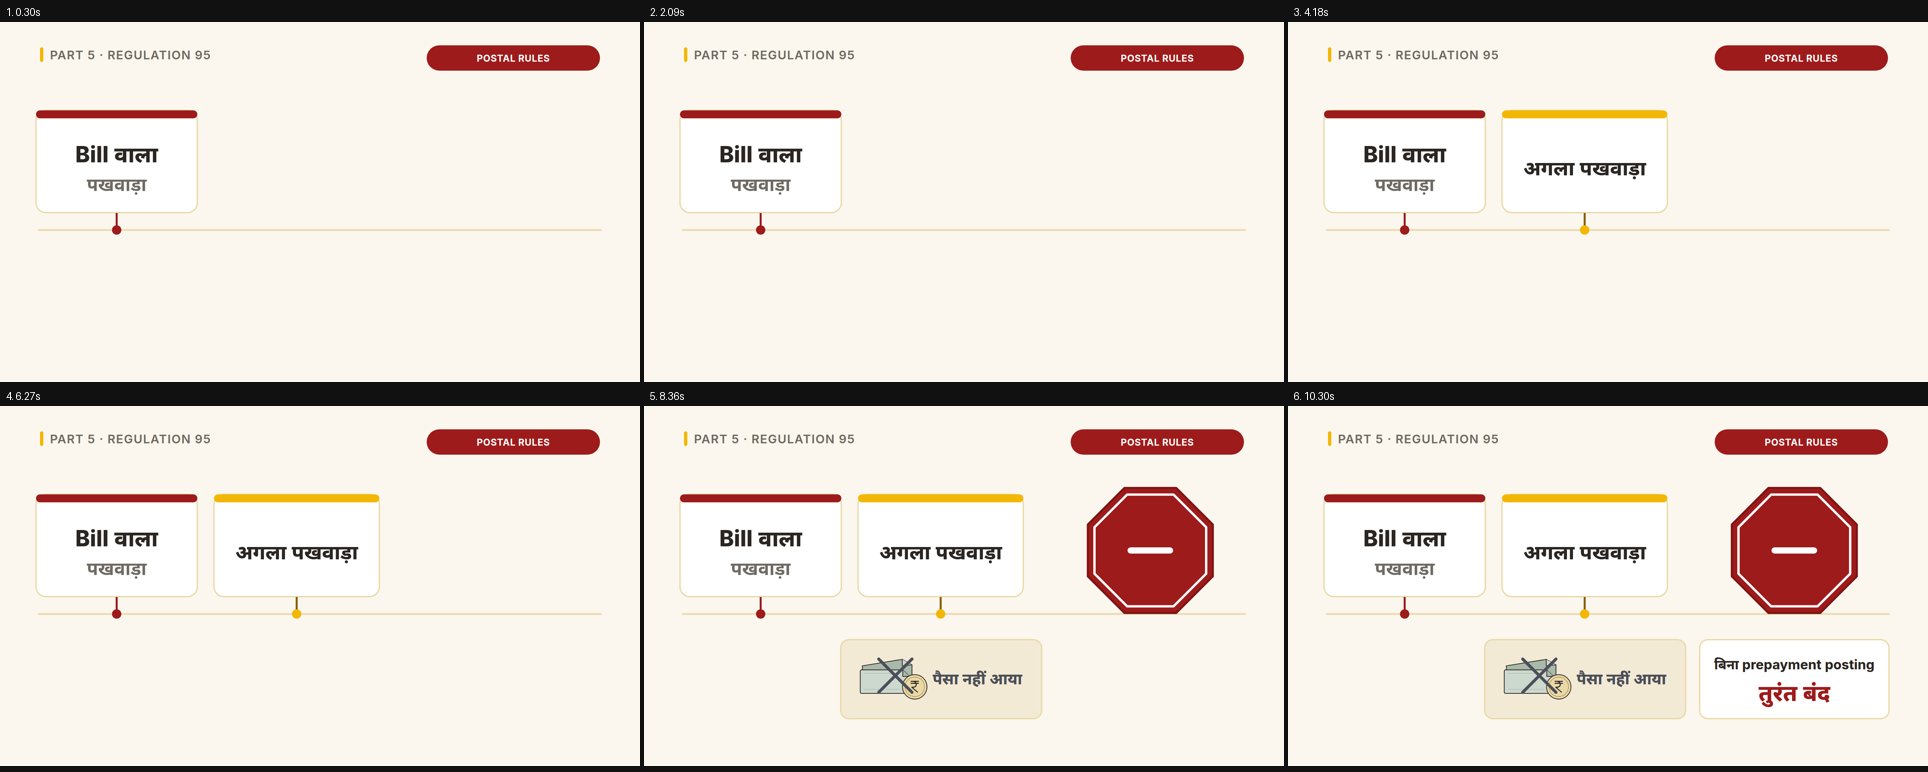 1. 0.30s
PART 5 · REGULATION 95
POSTAL RULES
Bill वाला
पखवाड़ा
2. 2.09s
PART 5 · REGULATION 95
POSTAL RULES
Bill वाला
पखवाड़ा
3. 4.18s
PART 5 · REGULATION 95
POSTAL RULES
Bill वाला
पखवाड़ा
अगला पखवाड़ा
4. 6.27s
PART 5 · REGULATION 95
POSTAL RULES
Bill वाला
पखवाड़ा
अगला पखवाड़ा
5. 8.36s
PART 5 · REGULATION 95
POSTAL RULES
Bill वाला
पखवाड़ा
अगला पखवाड़ा
₹
पैसा नहीं आया
6. 10.30s
PART 5 · REGULATION 95
POSTAL RULES
Bill वाला
पखवाड़ा
अगला पखवाड़ा
₹
पैसा नहीं आया
बिना prepayment posting
तुरंत बंद